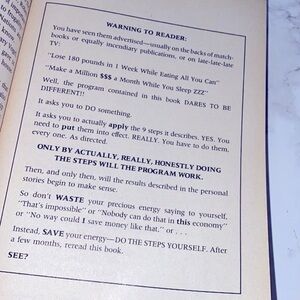 WARNING TO READER:
You have seen them advertised—usually on the backs of match-
books or equally incendiary publications, or on late-late-late
TV:
"Lose 180 pounds in 1 Week While Eating All You Can"
"Make a Million $$$ a Month While You Sleep ZZZ"
Well, the program contained in this book DARES TO BE
DIFFERENT!!
It asks you to DO something.
It asks you to actually apply the 9 steps it describes. YES. You
need to put them into effect. REALLY. You have to do them,
every one. As directed.
ONLY BY ACTUALLY, REALLY, HONESTLY DOING
THE STEPS WILL THE PROGRAM WORK.
Then, and only then, will the results described in the personal
stories begin to make sense.
So don't WASTE your precious energy saying to yourself,
"That's impossible" or "Nobody can do that in this economy"
or "No way could I save money like that," or . . .
Instead, SAVE your energy—DO THE STEPS YOURSELF. After
a few months, reread this book.
SEE?